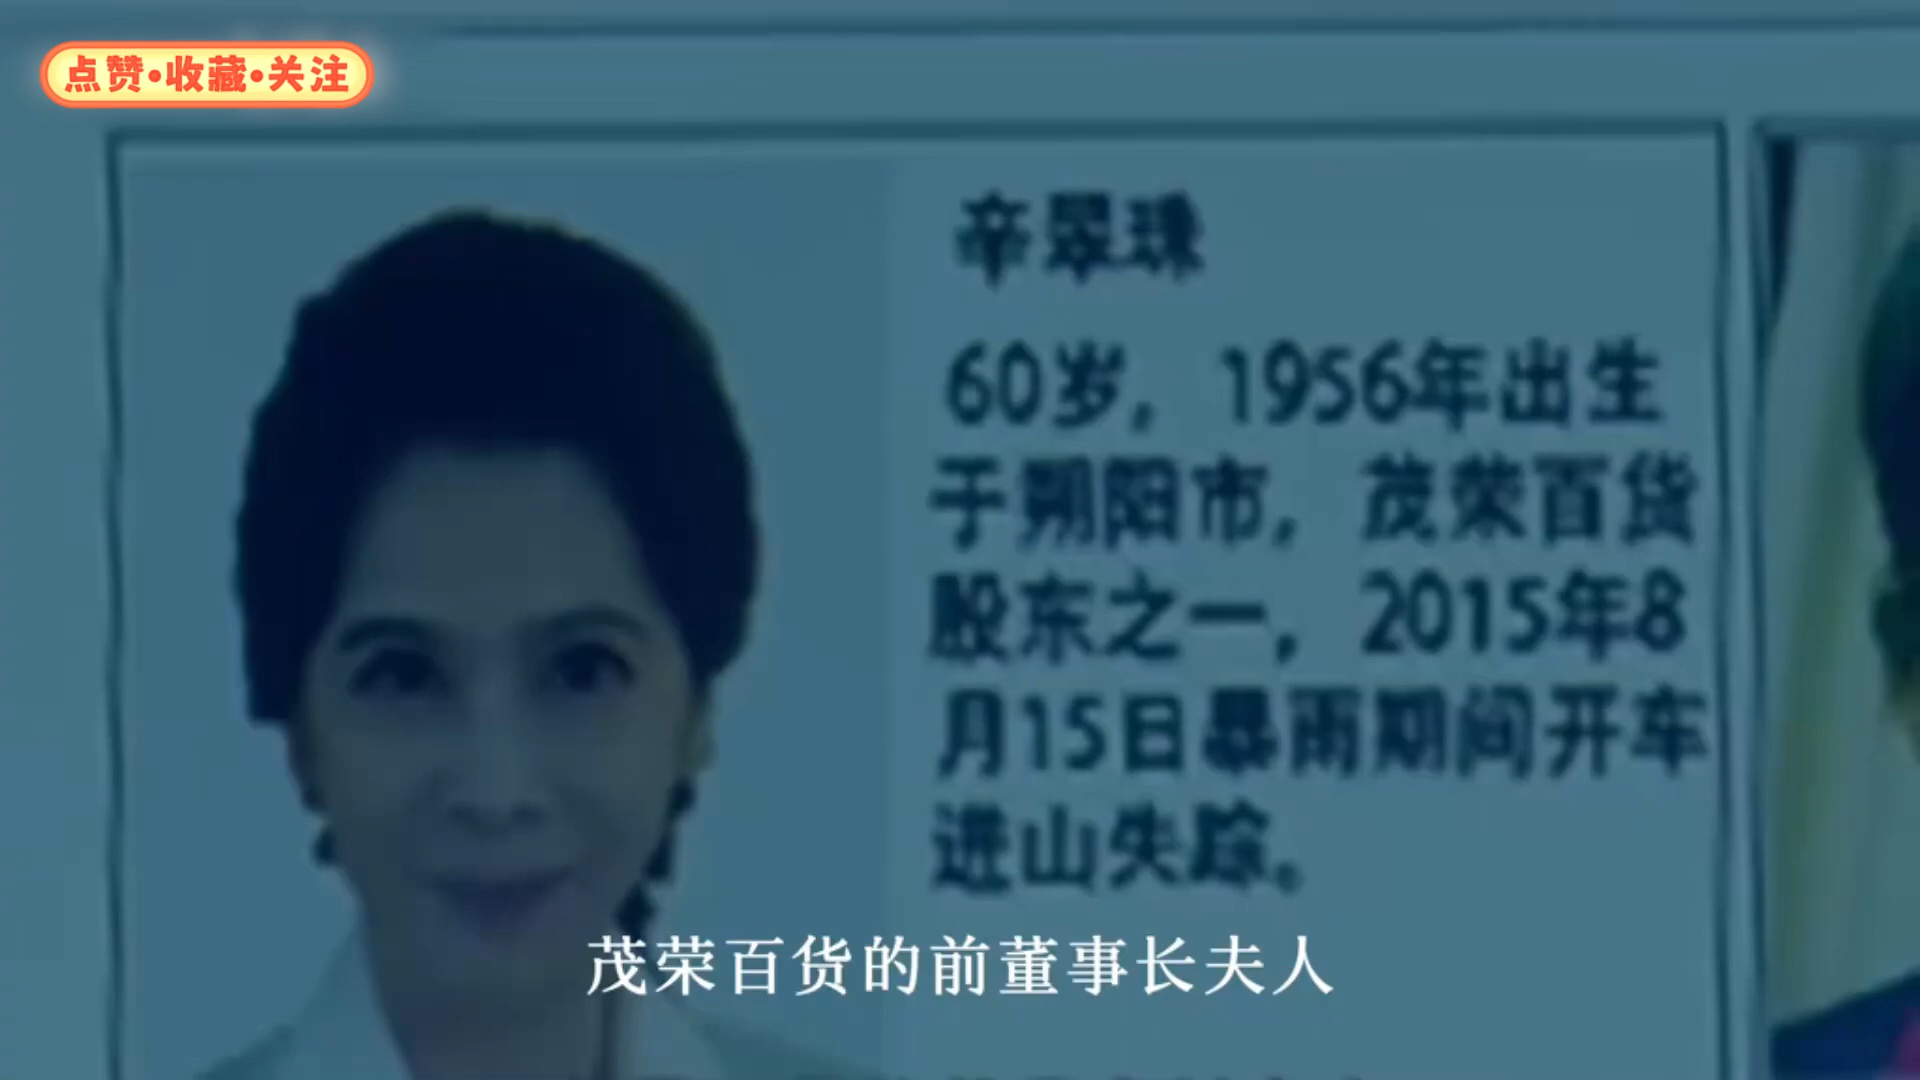 点赞·收藏·关注
辛翠珠
60岁，1956年出生
于朔阳市，茂荣百货
股东之一，2015年8
月15日暴雨期间开车
进山失踪。
茂荣百货的前董事长夫人